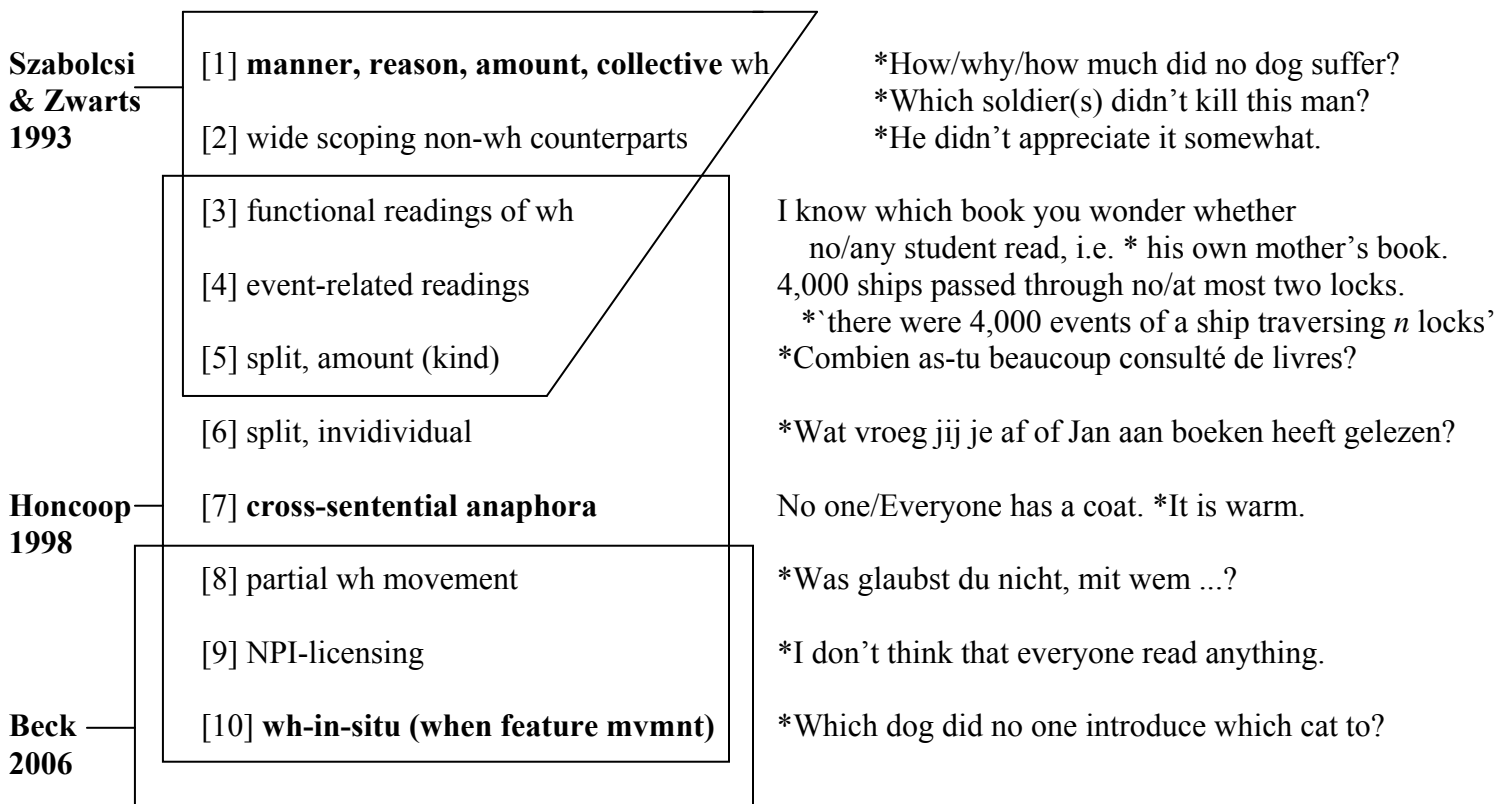 Szabolcsi
& Zwarts
1993
[1] manner, reason, amount, collective wh
*How/why/how much did no dog suffer?
*Which soldier(s) didn't kill this man?
[2] wide scoping non-wh counterparts
*He didn't appreciate it somewhat.
[3] functional readings of wh
I know which book you wonder whether
no/any student read, i.e. * his own mother's book.
[4] event-related readings
4,000 ships passed through no/at most two locks.
*`there were 4,000 events of a ship traversing n locks'
[5] split, amount (kind)
*Combien as-tu beaucoup consulté de livres?
[6] split, invidividual
*Wat vroeg jij je af of Jan aan boeken heeft gelezen?
Honcoop
1998
[7] cross-sentential anaphora
No one/Everyone has a coat. *It is warm.
[8] partial wh movement
*Was glaubst du nicht, mit wem ...?
[9] NPI-licensing
*I don't think that everyone read anything.
Beck
2006
[10] wh-in-situ (when feature mvmnt)
*Which dog did no one introduce which cat to?